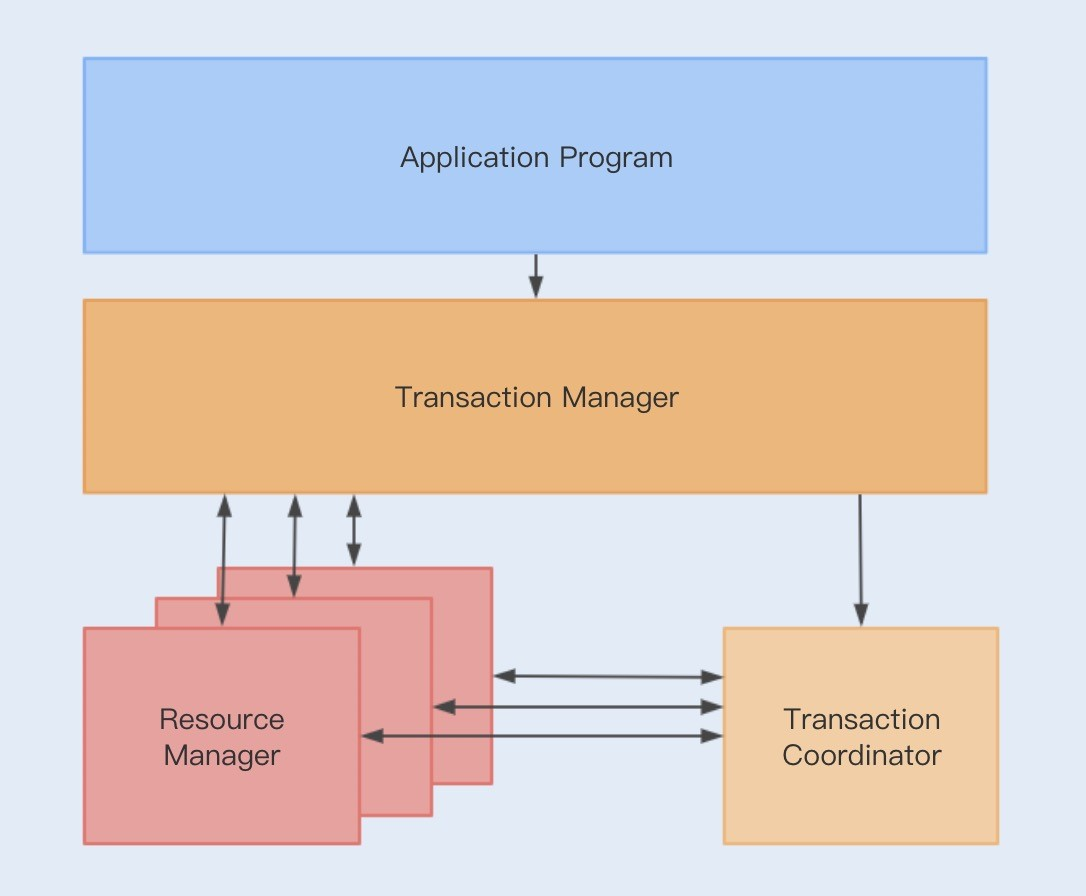 Application Program
Transaction Manager
Resource
Manager
Transaction
Coordinator